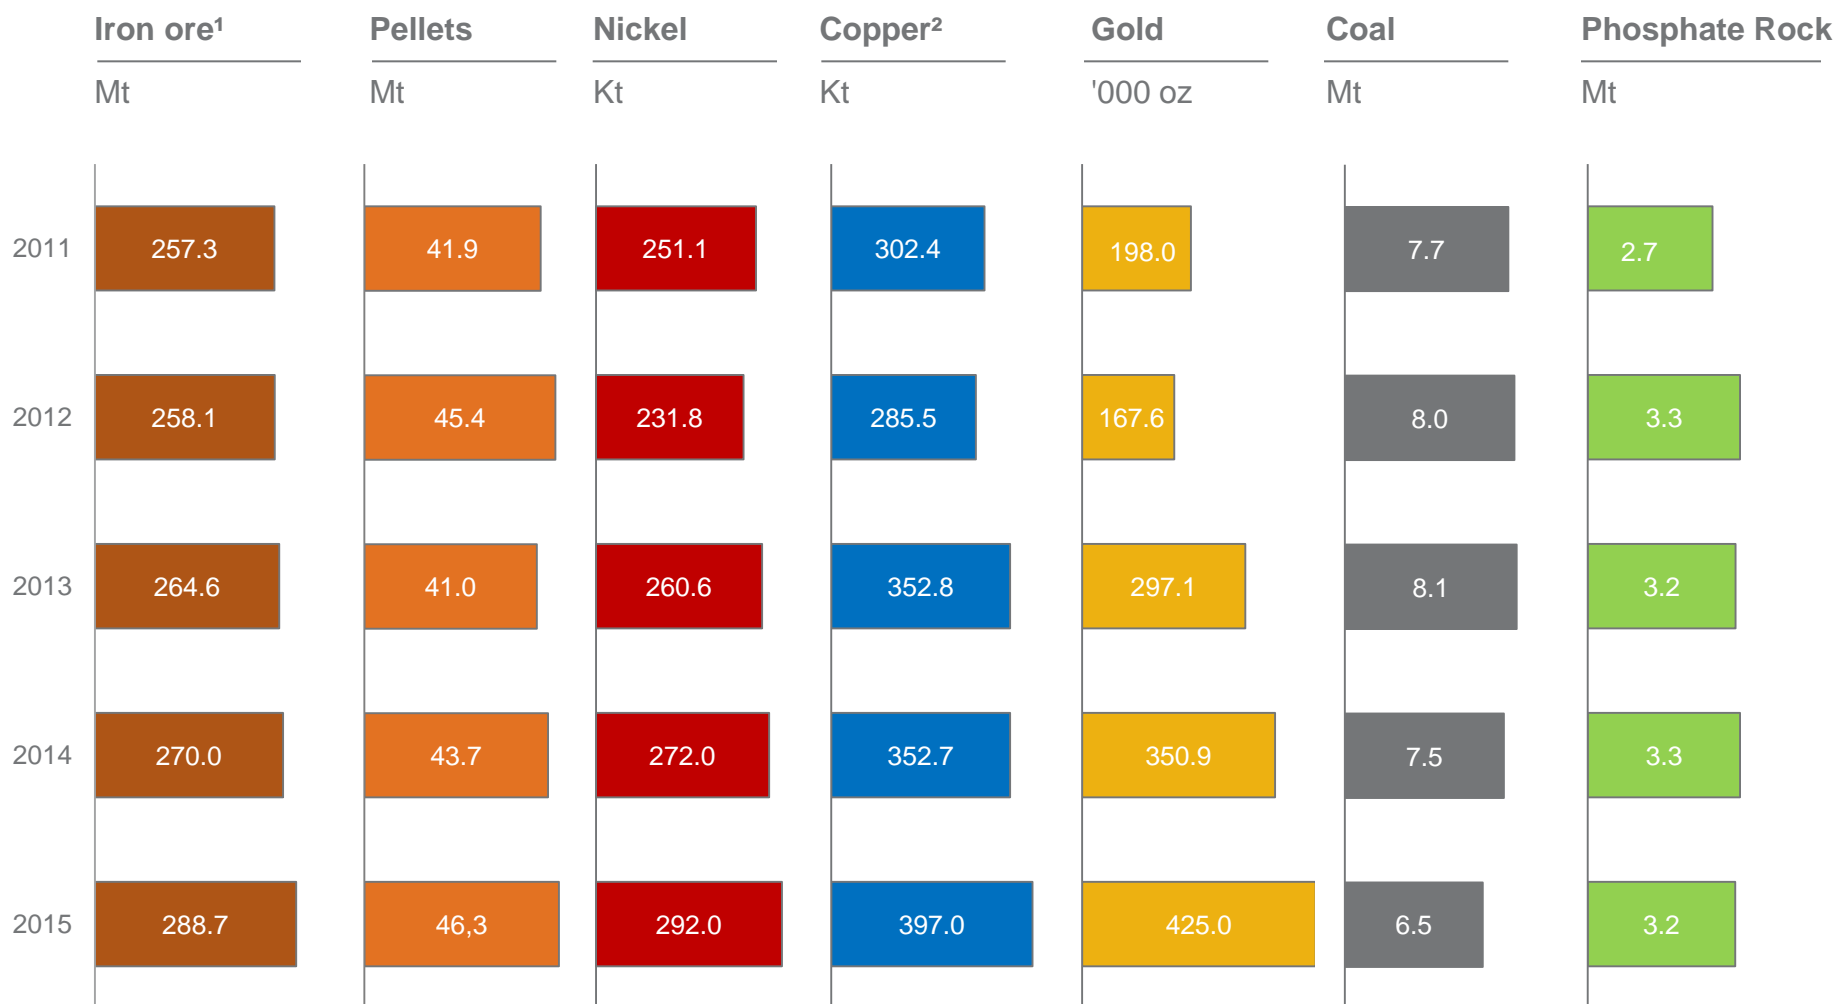 Iron ore¹ Pellets Nickel Copper² Gold Coal Phosphate Rock
Mt Mt Kt Kt '000 oz Mt Mt
2011 257.3 41.9 251.1 302.4 198.0 7.7 2.7
2012 258.1 45.4 231.8 285.5 167.6 8.0 3.3
2013 264.6 41.0 260.6 352.8 297.1 8.1 3.2
2014 270.0 43.7 272.0 352.7 350.9 7.5 3.3
2015 288.7 46,3 292.0 397.0 425.0 6.5 3.2